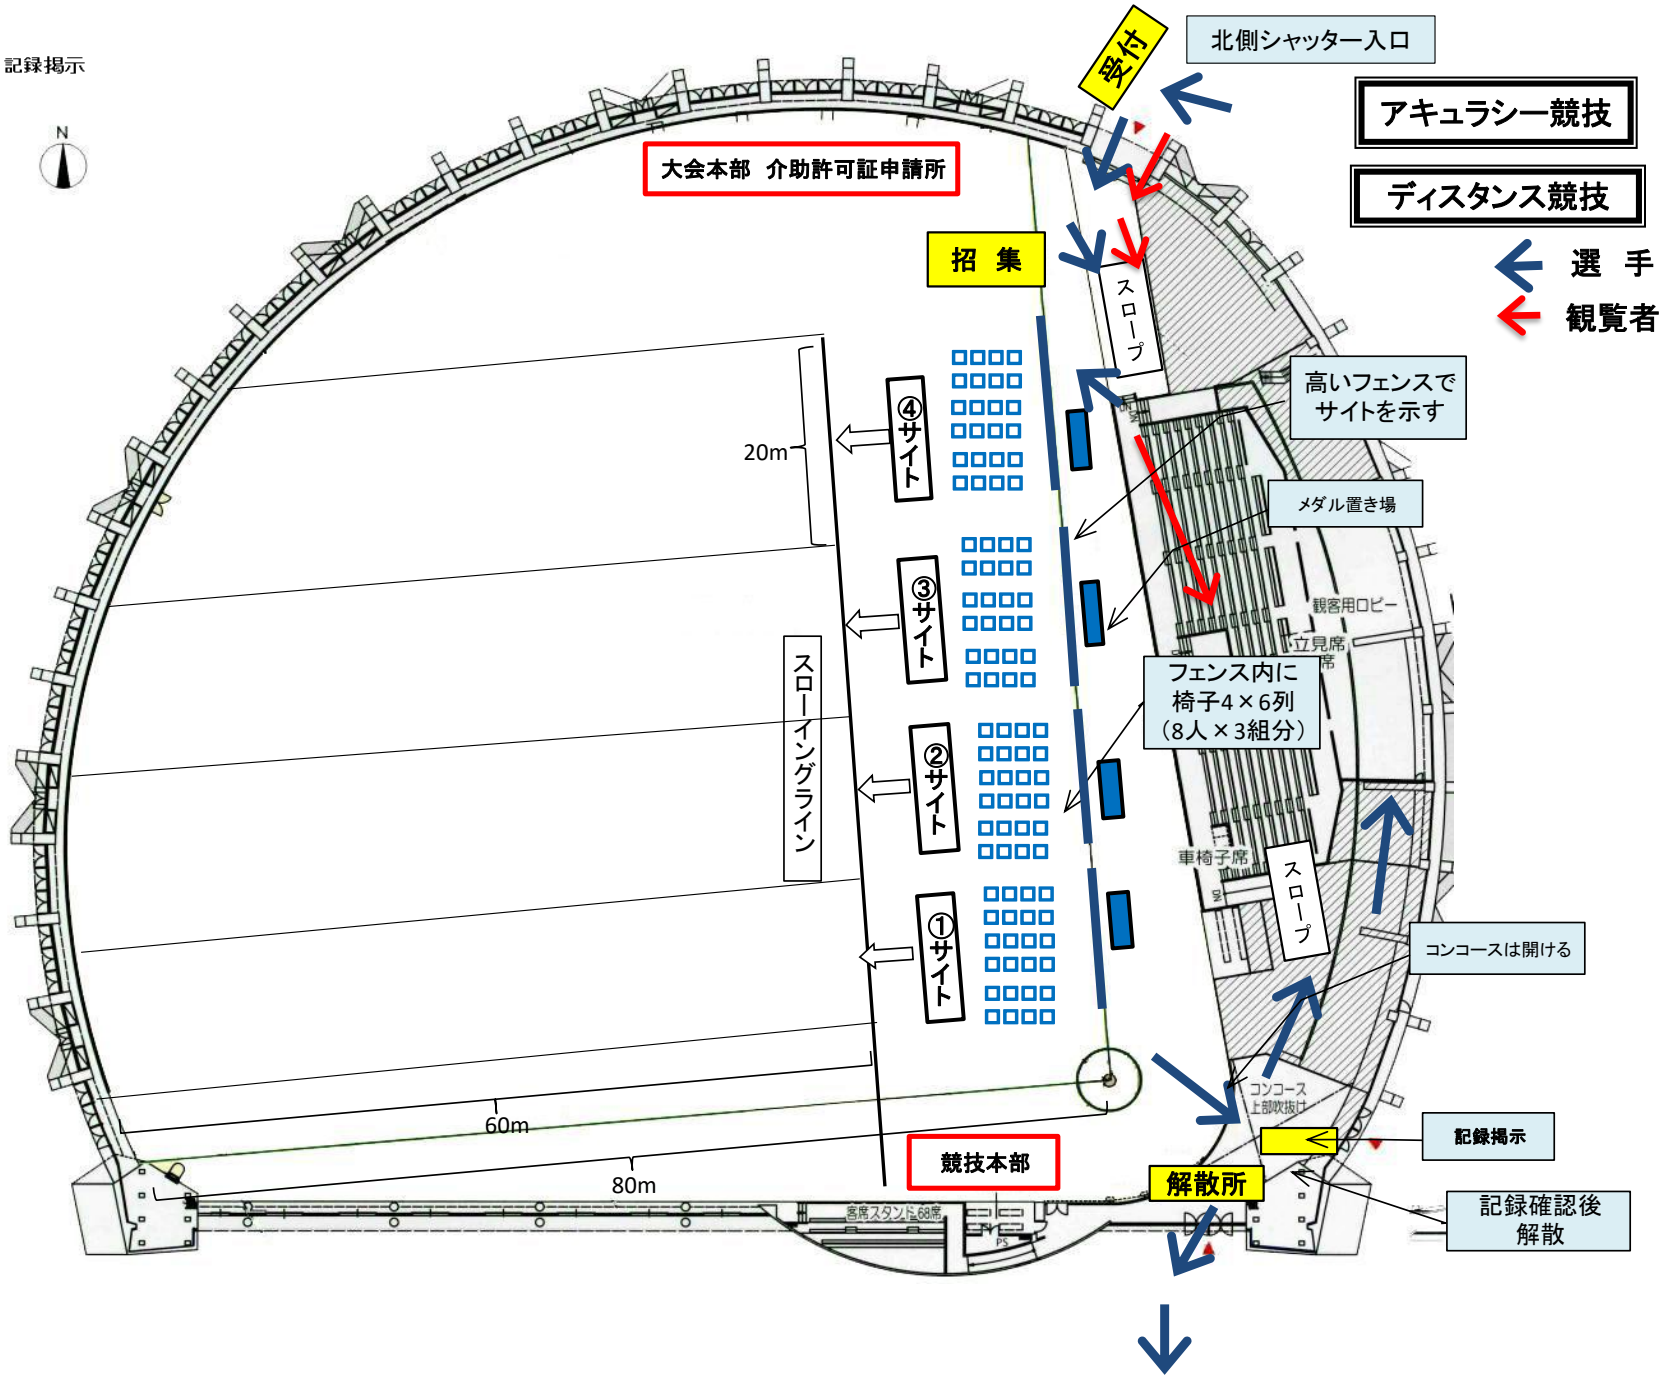 記録掲示
N
受付
北側シャッター入口
アキュラシー競技
ディスタンス競技
選 手
観覧者
大会本部 介助許可証申請所
招 集
スロープ
高いフェンスで
サイトを示す
メダル置き場
④サイト
20m
③サイト
スローイングライン
②サイト
①サイト
観客用ロビー
立見席
席
フェンス内に
椅子4×6列
(8人×3組分)
車椅子席
DN
スロープ
コンコースは開ける
コンコース
上部吹抜け
60m
80m
記録掲示
競技本部
解散所
記録確認後
解散
客席スタンド68席
PS